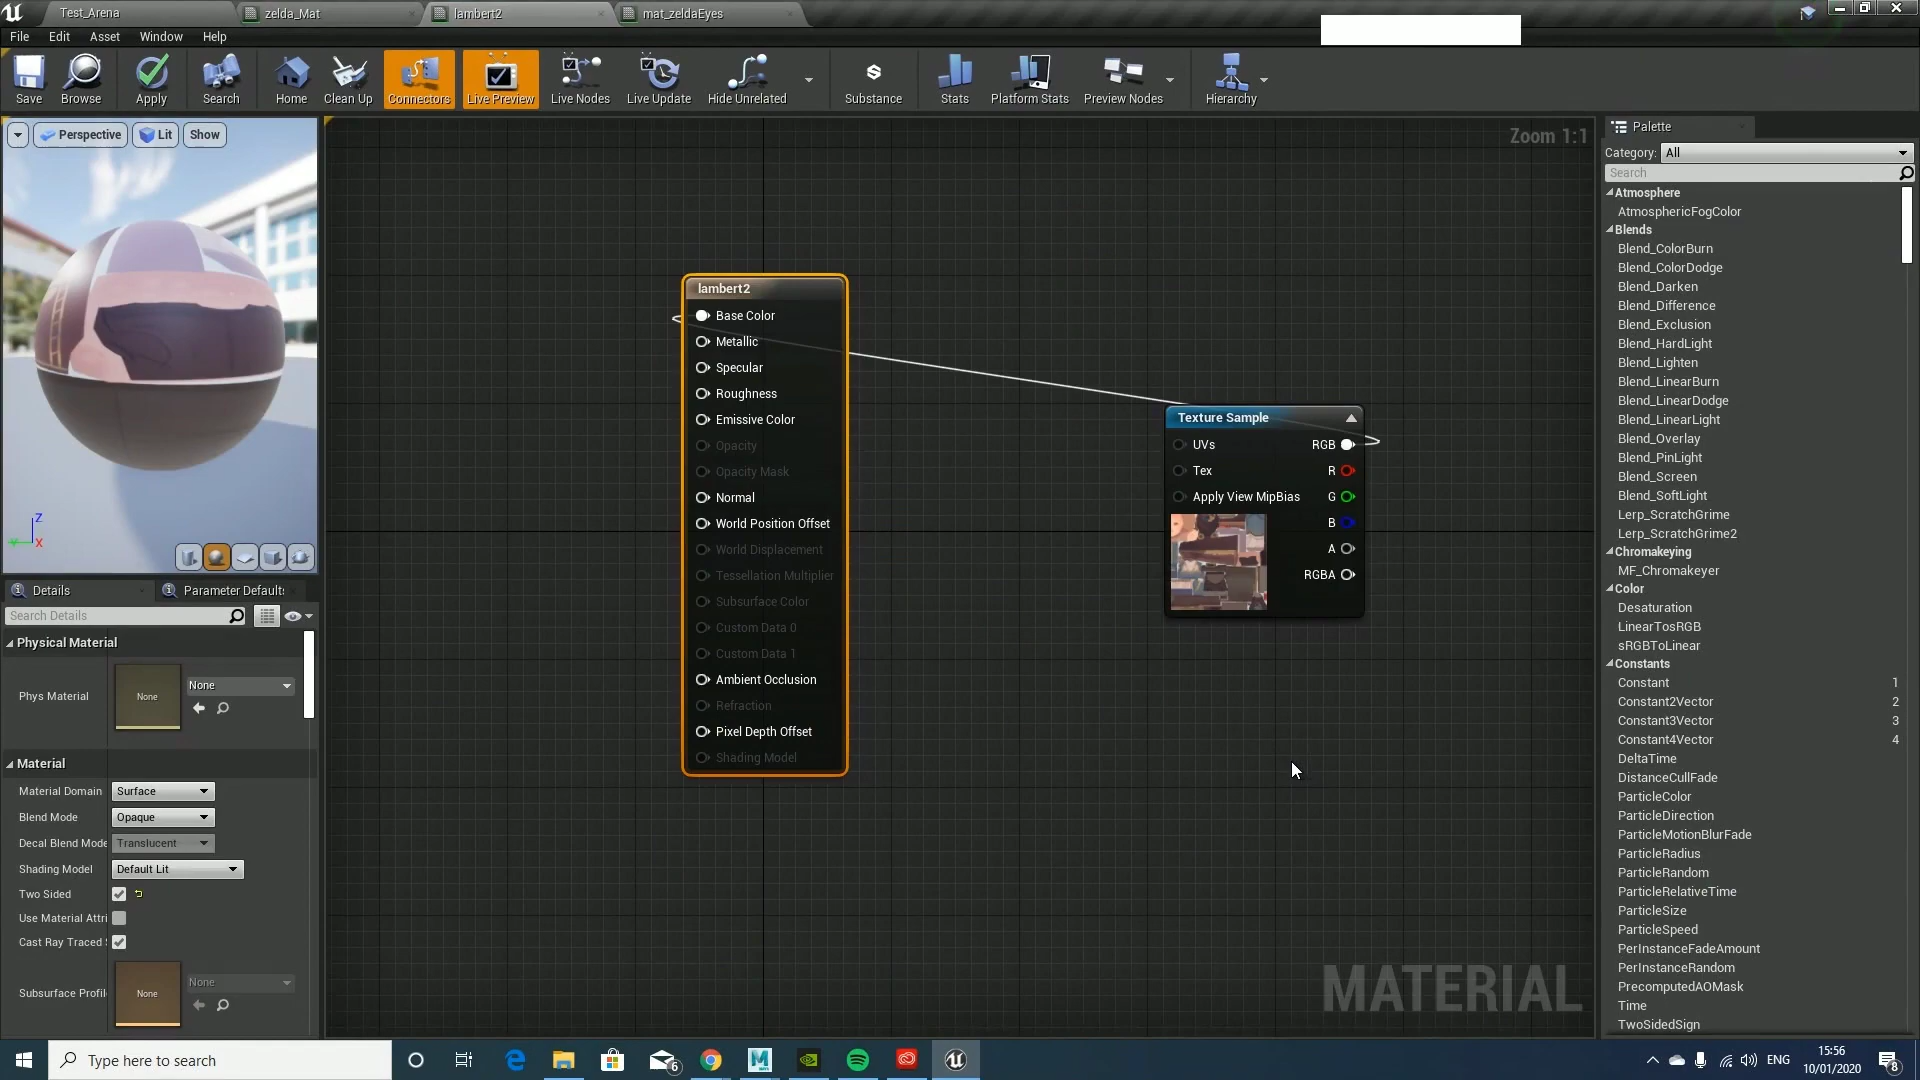 Test_Arena
zelda_Mat
lambert2
mat_zeldaEyes
File Edit Asset Window Help
Save Browse Apply Search Home Clean Up Connectors Live Preview Live Nodes Live Update Hide Unrelated Substance Stats Platform Stats Preview Nodes Hierarchy
Perspective Lit Show
Zoom 1:1
lambert2
Base Color
Metallic
Specular
Roughness
Emissive Color
Opacity
Opacity Mask
Normal
World Position Offset
World Displacement
Tessellation Multiplier
Subsurface Color
Custom Data 0
Custom Data 1
Ambient Occlusion
Refraction
Pixel Depth Offset
Shading Model
Texture Sample
UVs RGB
Tex R
Apply View MipBias G
B
A
RGBA
MATERIAL
Z
Y X
Details
Parameter Default:
Search Details
Physical Material
Phys Material None None
Material
Material Domain Surface
Blend Mode Opaque
Decal Blend Mode Translucent
Shading Model Default Lit
Two Sided
Use Material Attri
Cast Ray Traced
Subsurface Profil None None
Palette
Category: All
Search
Atmosphere
AtmosphericFogColor
Blends
Blend_ColorBurn
Blend_ColorDodge
Blend_Darken
Blend_Difference
Blend_Exclusion
Blend_HardLight
Blend_Lighten
Blend_LinearBurn
Blend_LinearDodge
Blend_LinearLight
Blend_Overlay
Blend_PinLight
Blend_Screen
Blend_SoftLight
Lerp_ScratchGrime
Lerp_ScratchGrime2
Chromakeying
MF_Chromakeyer
Color
Desaturation
LinearTosRGB
sRGBToLinear
Constants
Constant 1
Constant2Vector 2
Constant3Vector 3
Constant4Vector 4
DeltaTime
DistanceCullFade
ParticleColor
ParticleDirection
ParticleMotionBlurFade
ParticleRadius
ParticleRandom
ParticleRelativeTime
ParticleSize
ParticleSpeed
PerInstanceFadeAmount
PerInstanceRandom
PrecomputedAOMask
Time
TwoSidedSign
Type here to search
6
ENG
15:56
10/01/2020
8